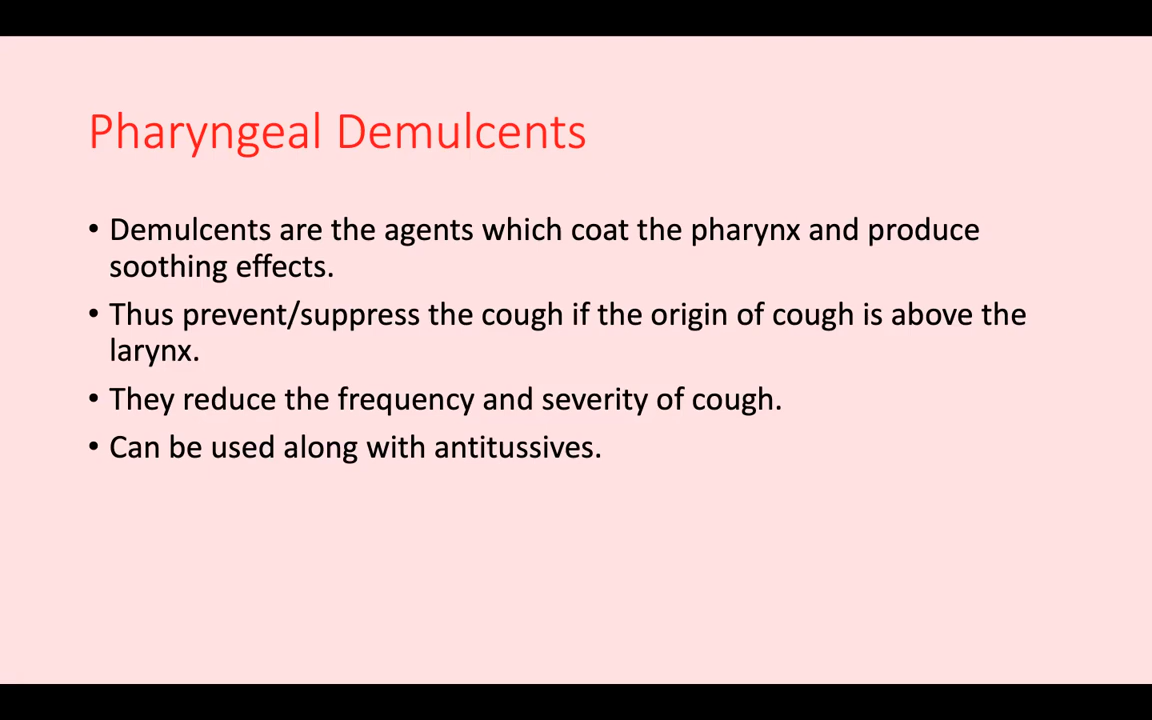 Pharyngeal Demulcents
• Demulcents are the agents which coat the pharynx and produce
soothing effects.
• Thus prevent/suppress the cough if the origin of cough is above the
larynx.
• They reduce the frequency and severity of cough.
• Can be used along with antitussives.